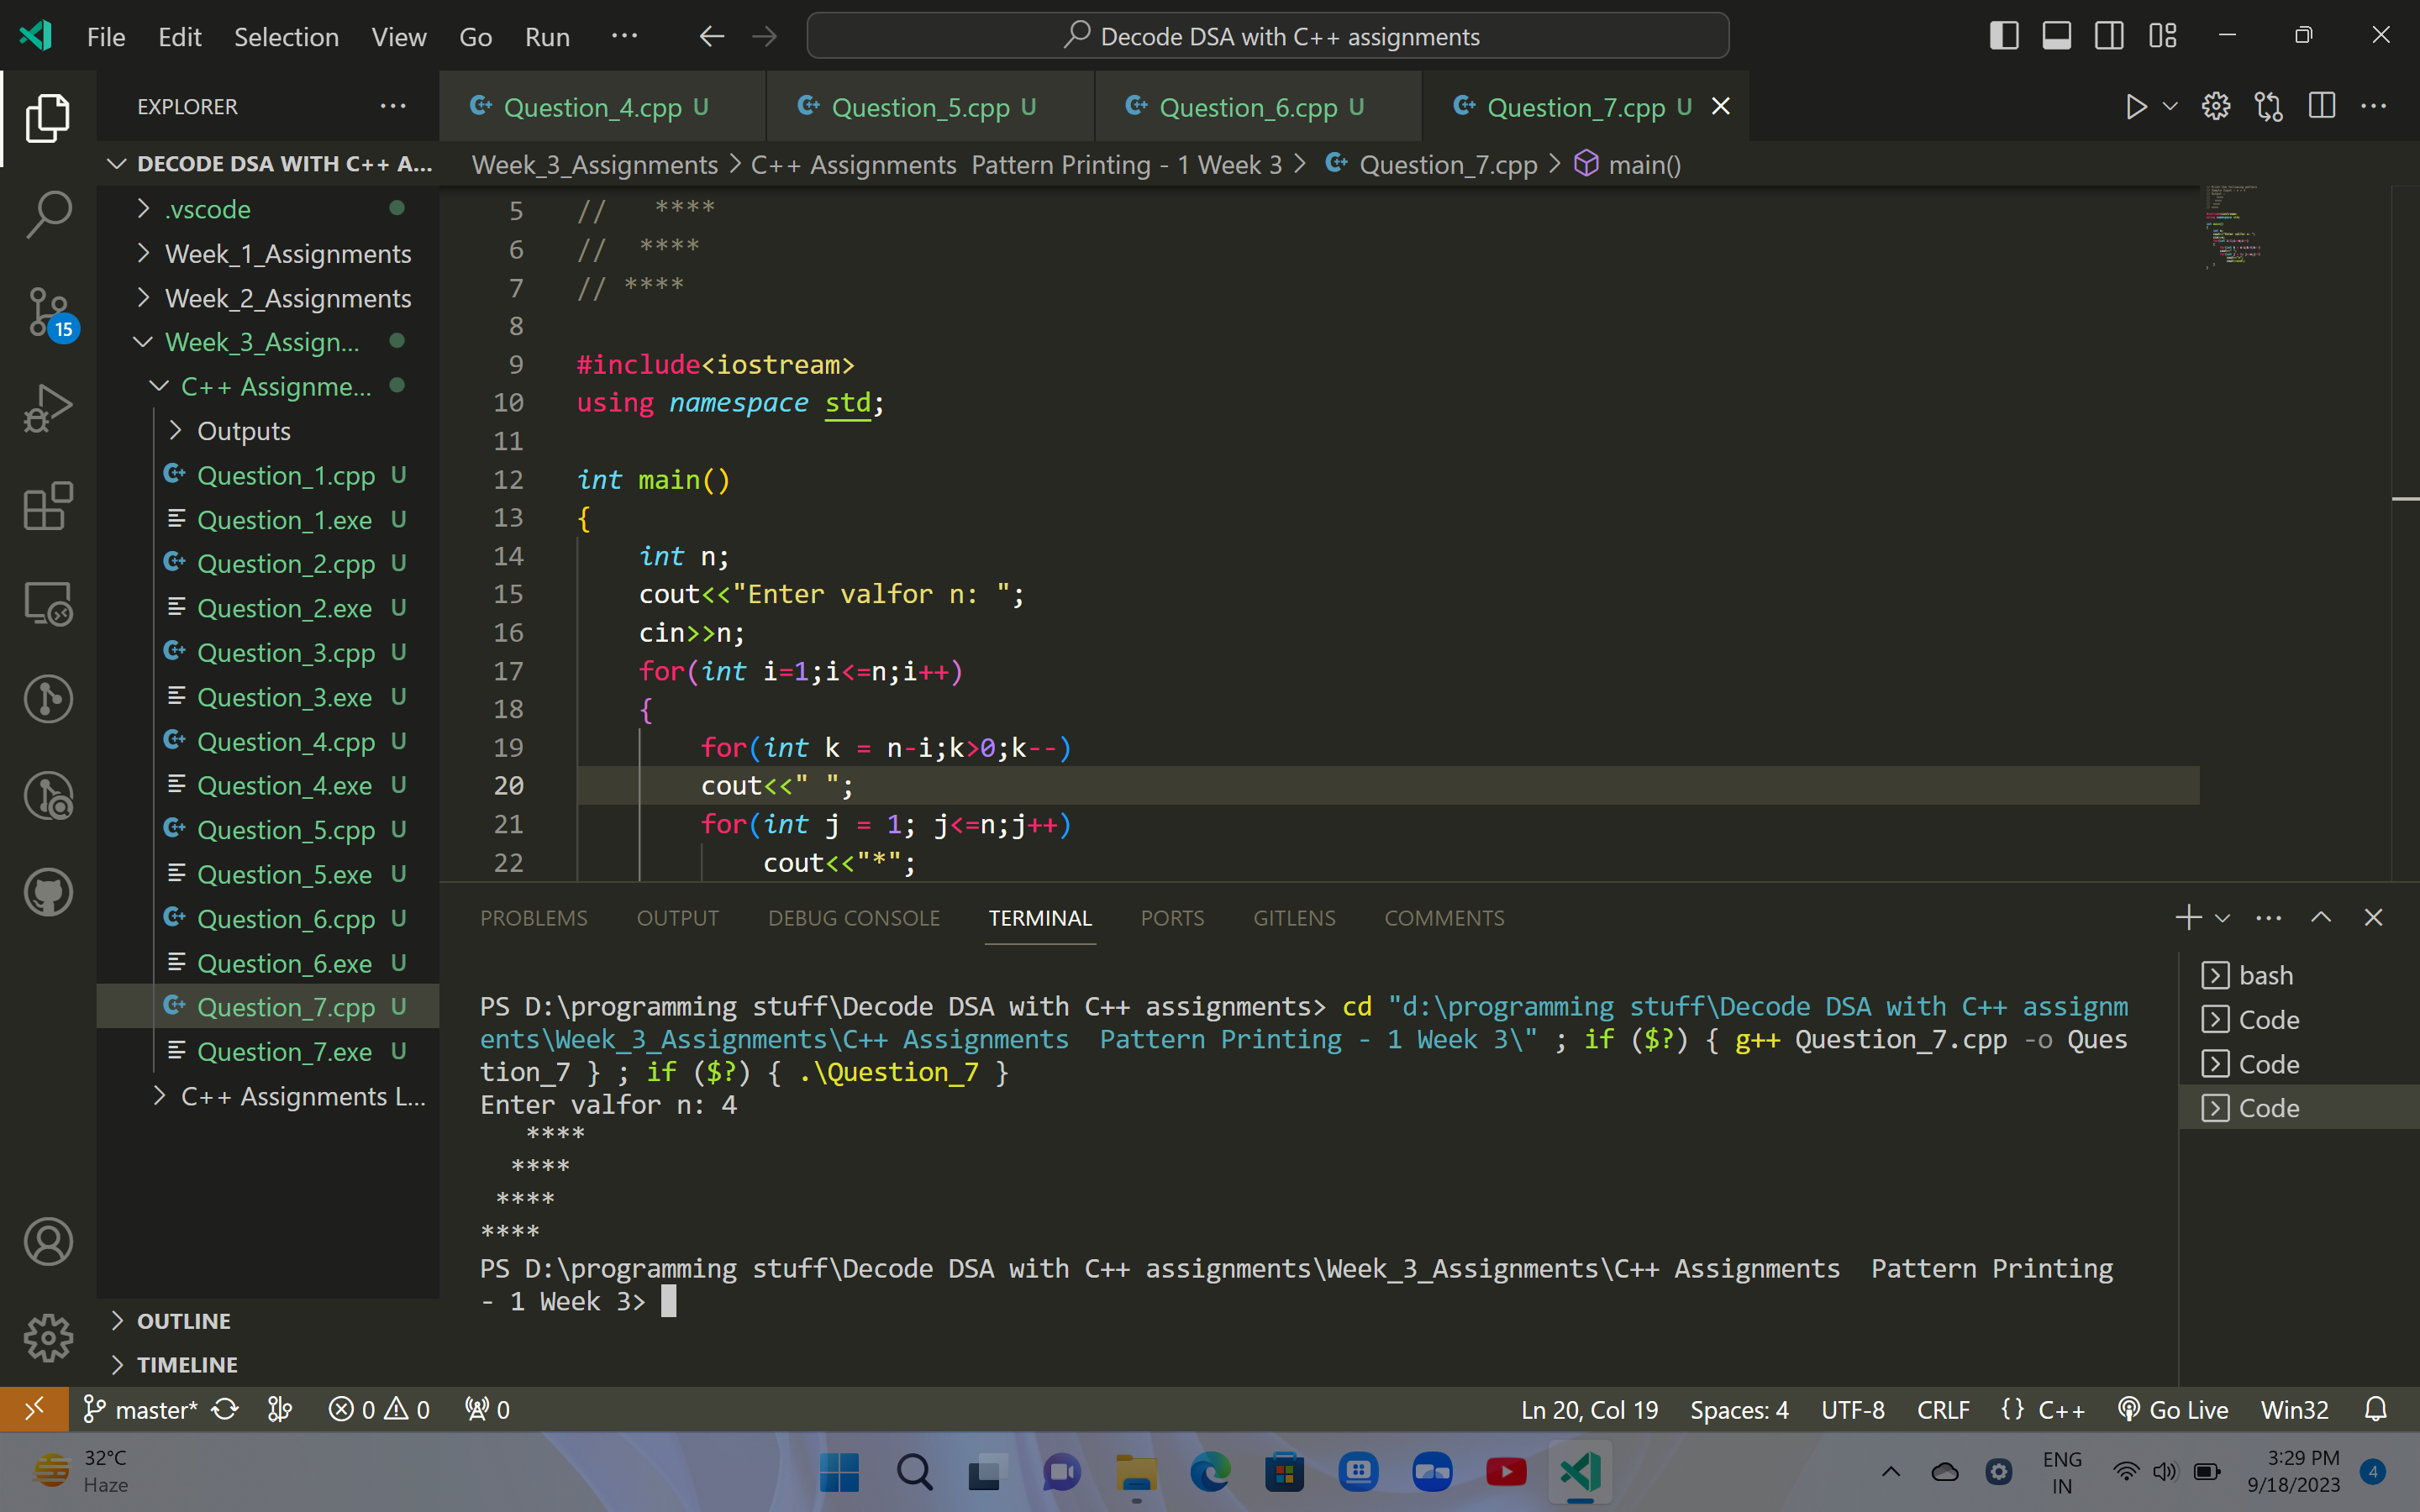 File Edit Selection View Go Run ... Decode DSA with C++ assignments
EXPLORER
Question_4.cpp U Question_5.cpp U Question_6.cpp U Question_7.cpp U
DECODE DSA WITH C++ A...
Week_3_Assignments > C++ Assignments  Pattern Printing - 1 Week 3 > Question_7.cpp > main()
.vscode
Week_1_Assignments
Week_2_Assignments
Week_3_Assign...
C++ Assignme...
Outputs
Question_1.cpp U
Question_1.exe U
Question_2.cpp U
Question_2.exe U
Question_3.cpp U
Question_3.exe U
Question_4.cpp U
Question_4.exe U
Question_5.cpp U
Question_5.exe U
Question_6.cpp U
Question_6.exe U
Question_7.cpp U
Question_7.exe U
C++ Assignments L...
OUTLINE
TIMELINE
15
5 //   ****
6 //  ****
7 // ****
8
9 #include<iostream>
10 using namespace std;
11
12 int main()
13 {
14     int n;
15     cout<<"Enter valfor n: ";
16     cin>>n;
17     for(int i=1;i<=n;i++)
18     {
19         for(int k = n-i;k>0;k--)
20         cout<<" ";
21         for(int j = 1; j<=n;j++)
22             cout<<"*";
PROBLEMS OUTPUT DEBUG CONSOLE TERMINAL PORTS GITLENS COMMENTS
PS D:\programming stuff\Decode DSA with C++ assignments> cd "d:\programming stuff\Decode DSA with C++ assignm
ents\Week_3_Assignments\C++ Assignments  Pattern Printing - 1 Week 3\" ; if ($?) { g++ Question_7.cpp -o Ques
tion_7 } ; if ($?) { .\Question_7 }
Enter valfor n: 4
   ****
  ****
 ****
****
PS D:\programming stuff\Decode DSA with C++ assignments\Week_3_Assignments\C++ Assignments  Pattern Printing
- 1 Week 3>
bash
Code
Code
Code
master* 0 0 0 Ln 20, Col 19 Spaces: 4 UTF-8 CRLF {} C++ Go Live Win32
32°C
Haze
ENG
IN
3:29 PM
9/18/2023
4